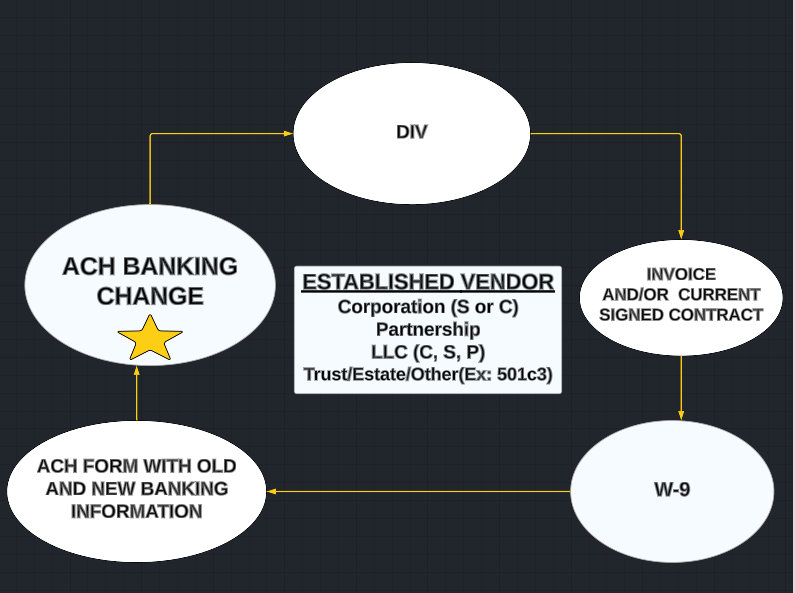 DIV
ACH BANKING
CHANGE
INVOICE
AND/OR CURRENT
SIGNED CONTRACT
ESTABLISHED VENDOR
Corporation (S or C)
Partnership
LLC (C, S, P)
Trust/Estate/Other(Ex: 501c3)
ACH FORM WITH OLD
AND NEW BANKING
INFORMATION
W-9